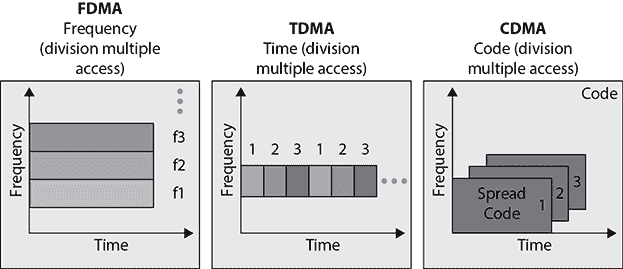 FDMA
Frequency
(division multiple
access)
f3
f2
f1
Frequency
Time
TDMA
Time (division
multiple access)
1 2 3 1 2 3
Frequency
Time
CDMA
Code (division
multiple access)
Code
3
2
Spread
Code 1
Frequency
Time